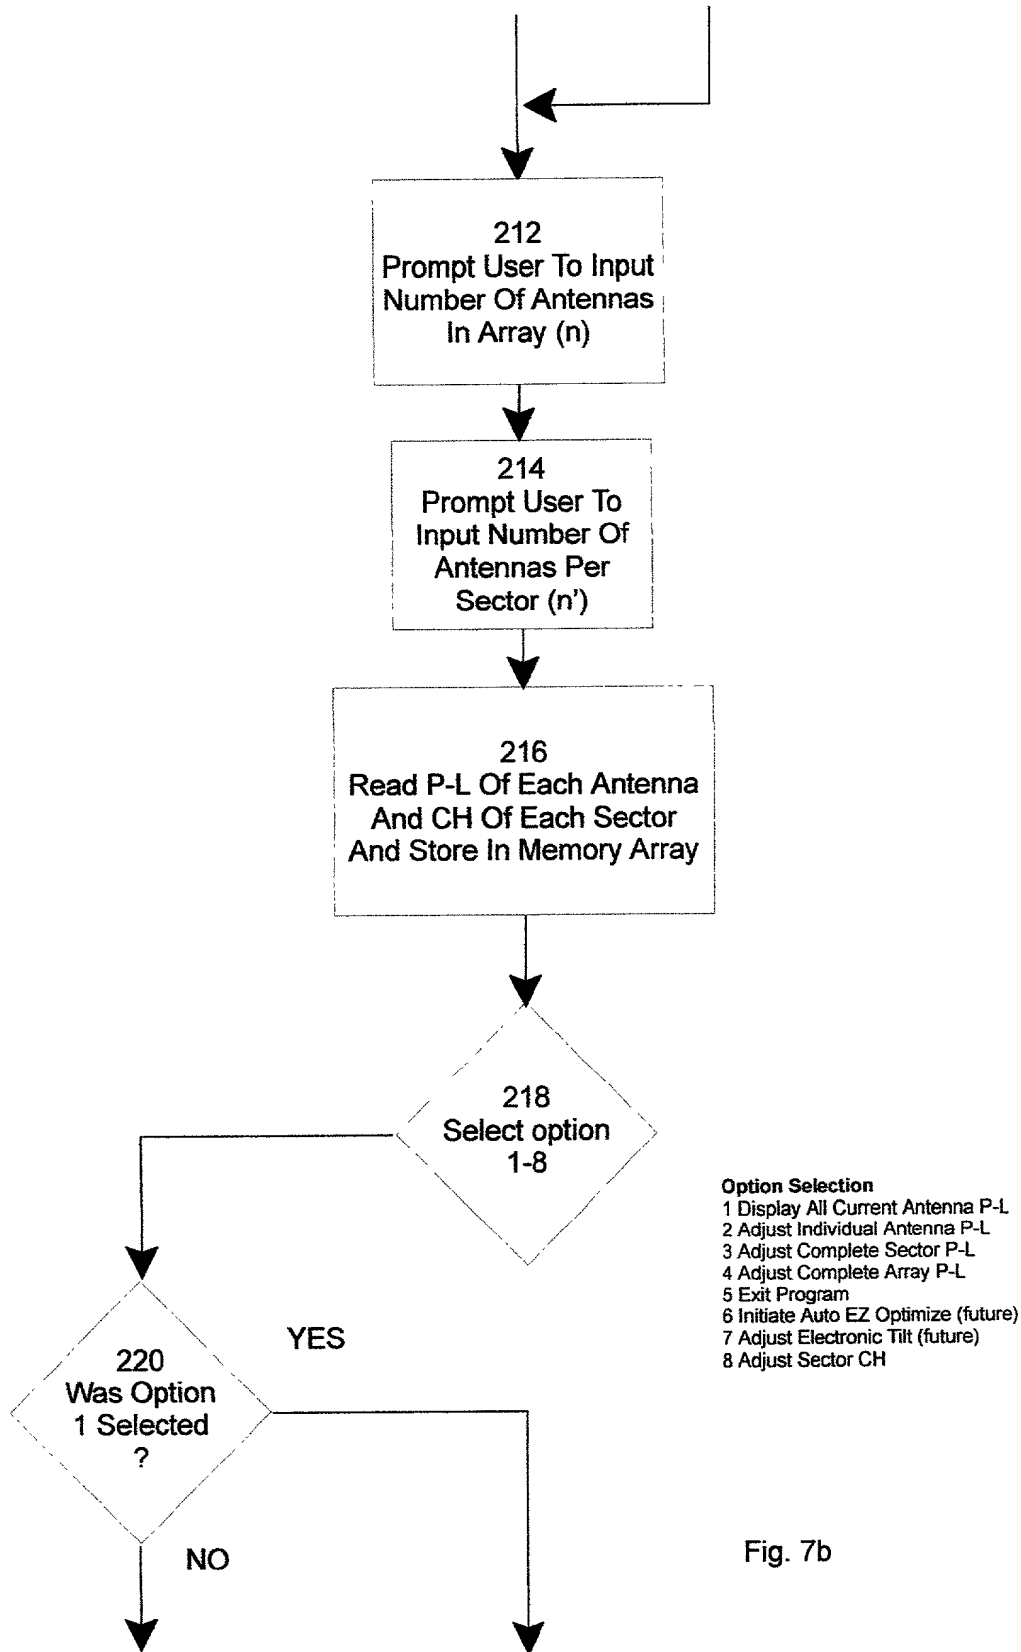 212
Prompt User To Input
Number Of Antennas
In Array (n)
214
Prompt User To
Input Number Of
Antennas Per
Sector (n')
216
Read P-L Of Each Antenna
And CH Of Each Sector
And Store In Memory Array
218
Select option
1-8
Option Selection
1 Display All Current Antenna P-L
2 Adjust Individual Antenna P-L
3 Adjust Complete Sector P-L
4 Adjust Complete Array P-L
5 Exit Program
6 Initiate Auto EZ Optimize (future)
7 Adjust Electronic Tilt (future)
8 Adjust Sector CH
YES
220
Was Option
1 Selected
?
NO
Fig. 7b